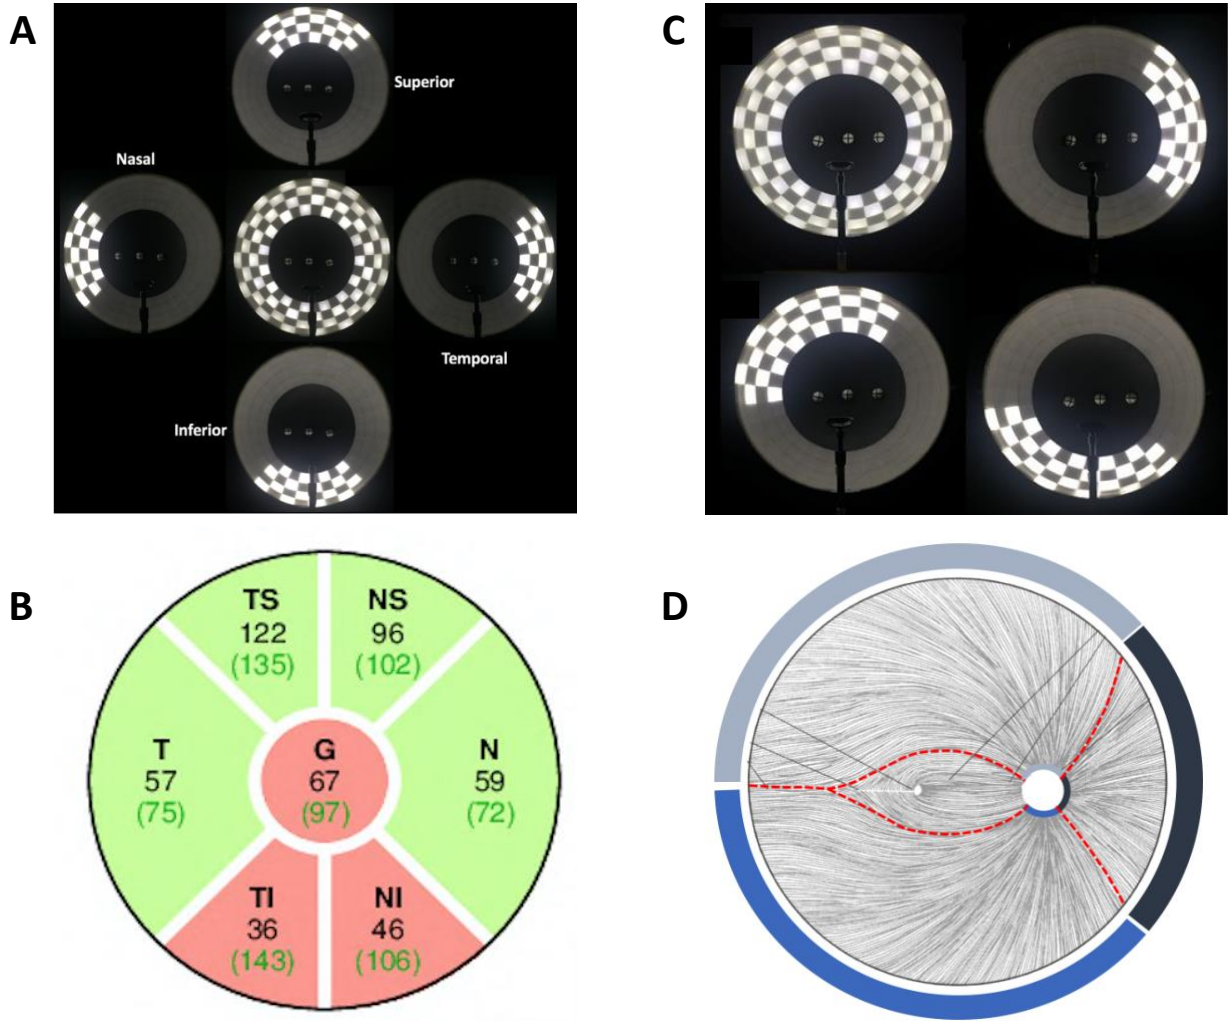 A
Superior
Nasal
Temporal
Inferior
C
B
TS
122
(135)
NS
96
(102)
T
57
(75)
G
67
(97)
N
59
(72)
TI
36
(143)
NI
46
(106)
D